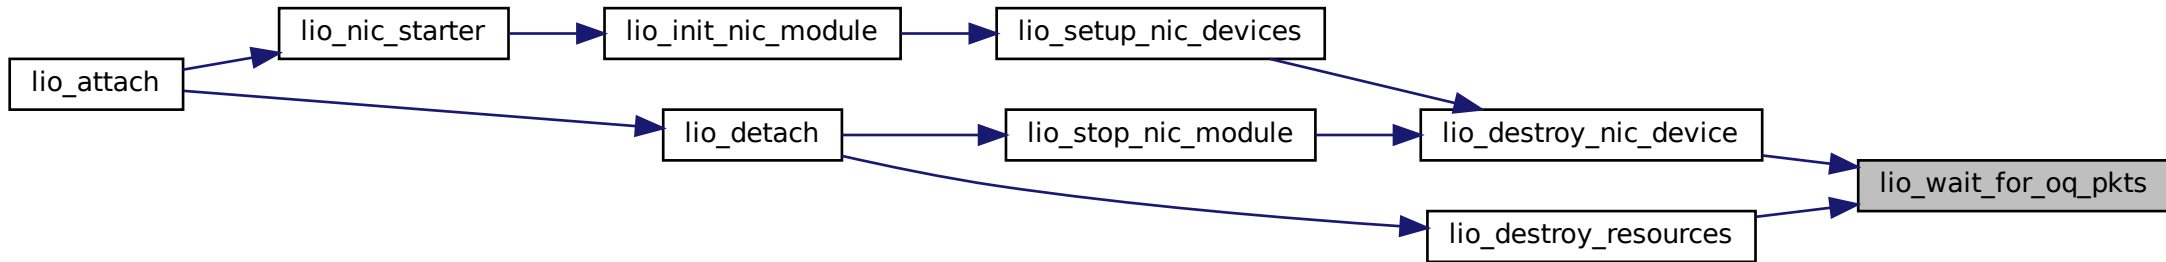 lio_nic_starter
lio_init_nic_module
lio_setup_nic_devices
lio_attach
lio_detach
lio_stop_nic_module
lio_destroy_nic_device
lio_wait_for_oq_pkts
lio_destroy_resources